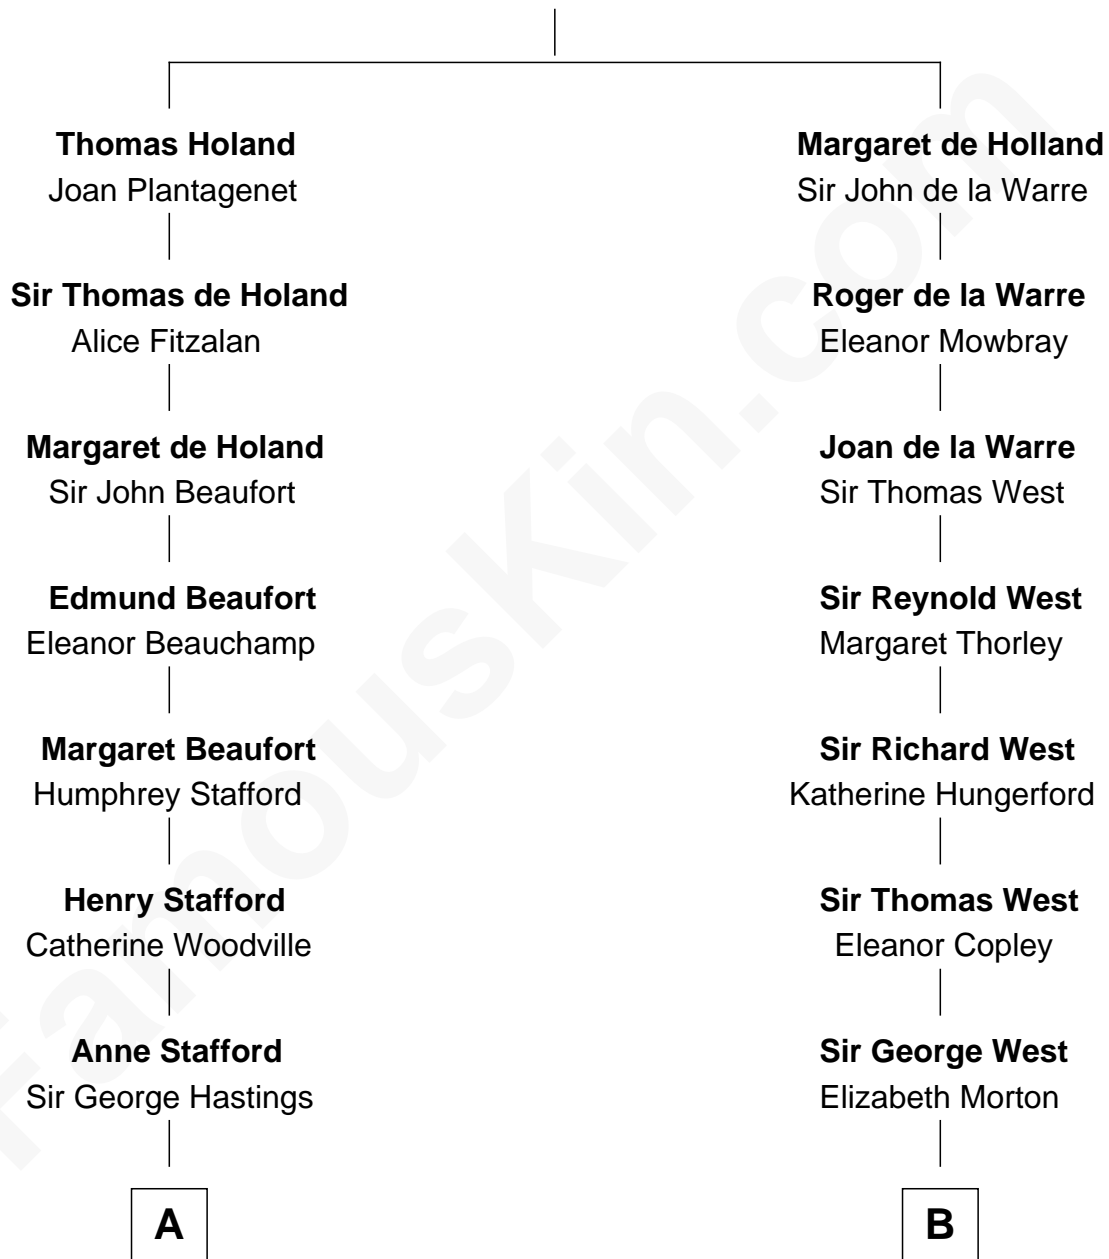 Thomas Holand
Joan Plantagenet
Sir Thomas de Holand
Alice Fitzalan
Margaret de Holand
Sir John Beaufort
Edmund Beaufort
Eleanor Beauchamp
Margaret Beaufort
Humphrey Stafford
Henry Stafford
Catherine Woodville
Anne Stafford
Sir George Hastings
A
Margaret de Holland
Sir John de la Warre
Roger de la Warre
Eleanor Mowbray
Joan de la Warre
Sir Thomas West
Sir Reynold West
Margaret Thorley
Sir Richard West
Katherine Hungerford
Sir Thomas West
Eleanor Copley
Sir George West
Elizabeth Morton
B
FamousKin.com